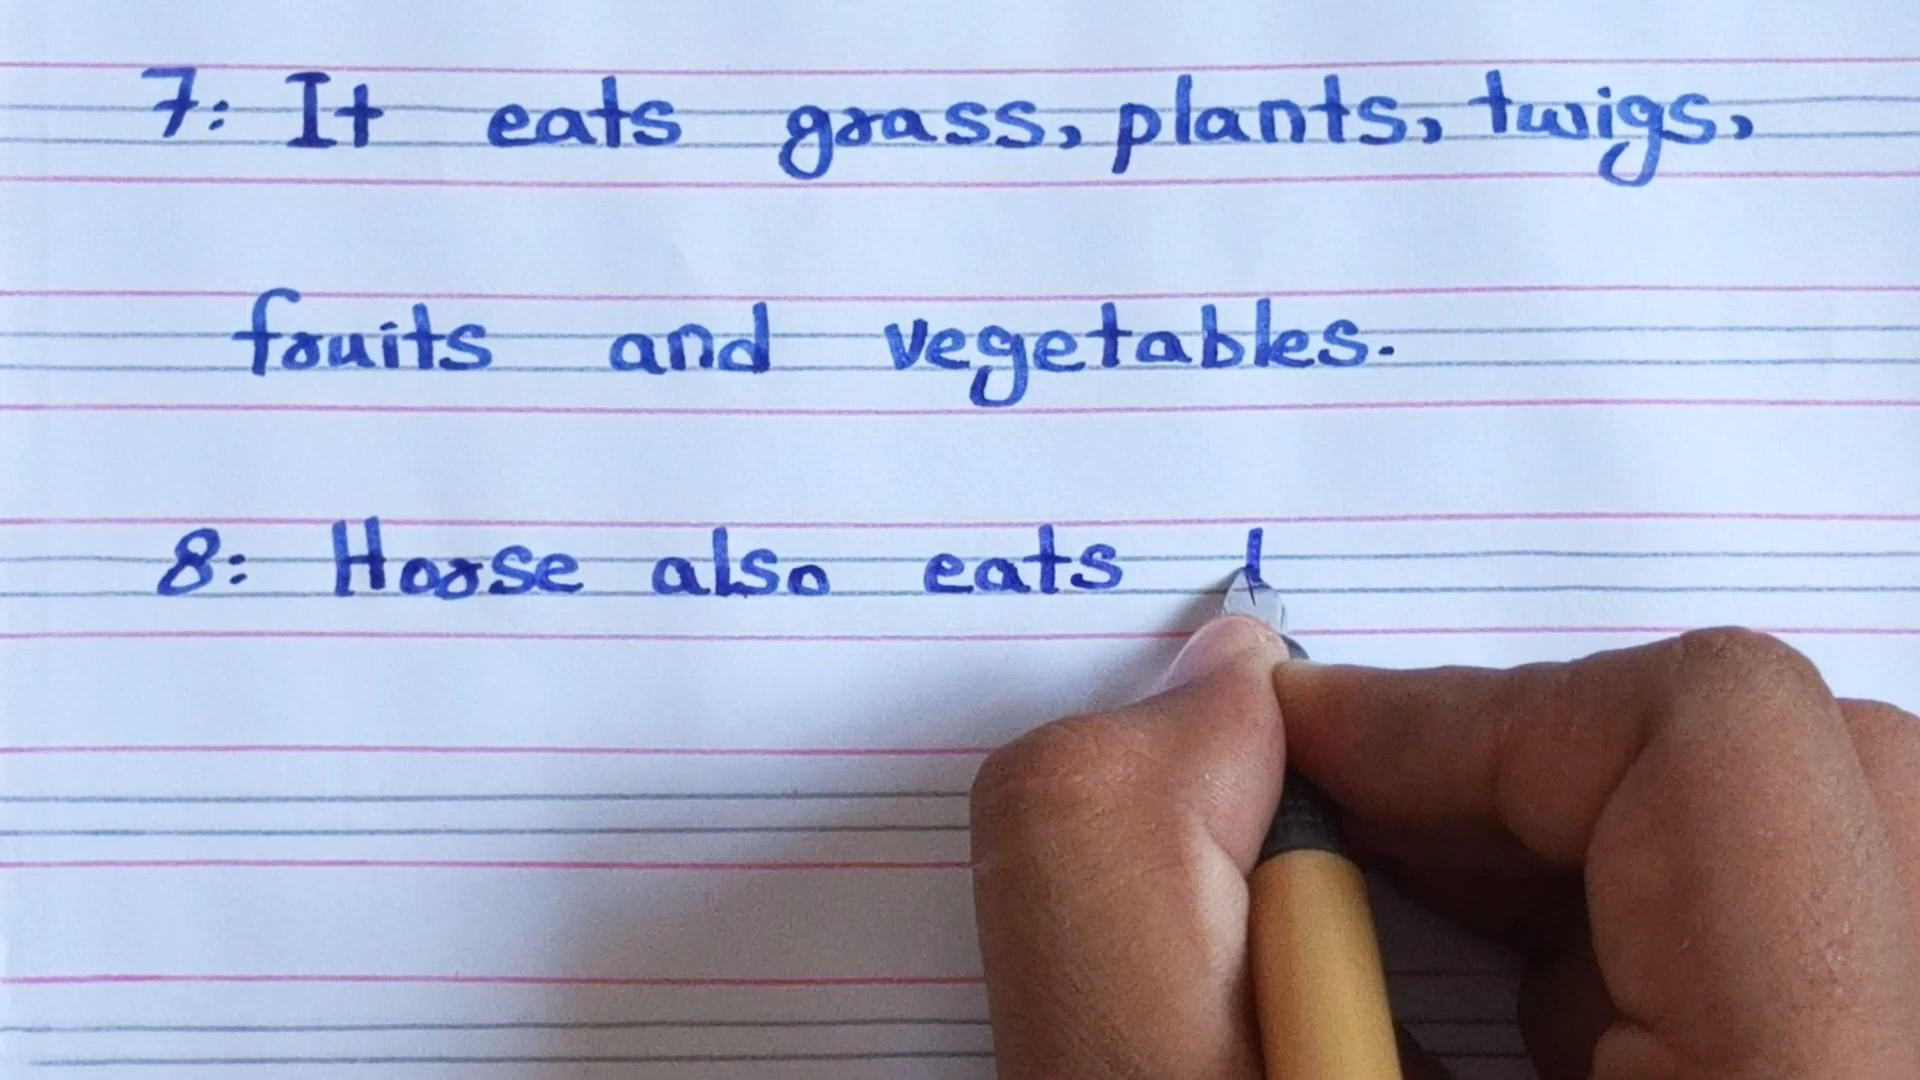 7: It eats grass, plants, twigs,
fruits and vegetables.
8: Horse also eats